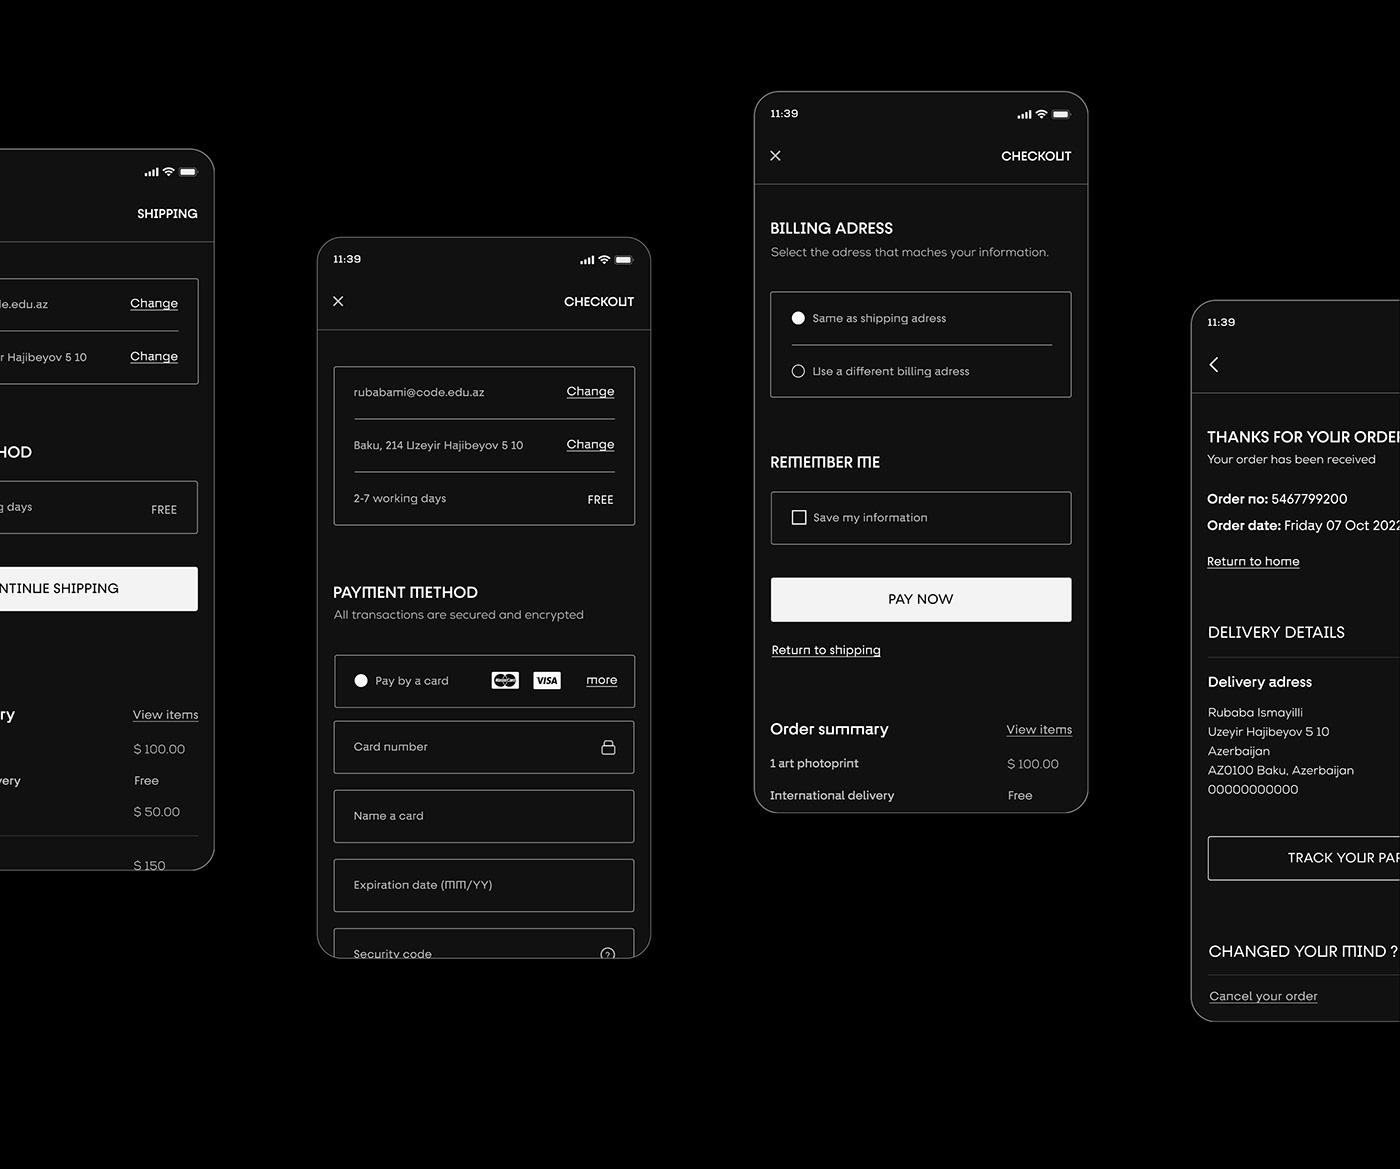 SHIPPING
le.edu.az
Change
r Hajibeyov 5 10
Change
HOD
g days
FREE
NTINUE SHIPPING
ry
View items
$ 100.00
very
Free
$ 50.00
$ 150
11:39
CHECKOUT
rubabami@code.edu.az
Change
Baku, 214 Uzeyir Hajibeyov 5 10
Change
2-7 working days
FREE
PAYMENT METHOD
All transactions are secured and encrypted
Pay by a card
MasterCard
VISA
more
Card number
Name a card
Expiration date (MM/YY)
Security code
?
11:39
CHECKOUT
BILLING ADRESS
Select the adress that maches your information.
Same as shipping adress
Use a different billing adress
REMEMBER ME
Save my information
PAY NOW
Return to shipping
Order summary
View items
1 art photoprint
$ 100.00
International delivery
Free
11:39
THANKS FOR YOUR ORDER
Your order has been received
Order no: 5467799200
Order date: Friday 07 Oct 2022
Return to home
DELIVERY DETAILS
Delivery adress
Rubaba Ismayilli
Uzeyir Hajibeyov 5 10
Azerbaijan
AZ0100 Baku, Azerbaijan
00000000000
TRACK YOUR PAR
CHANGED YOUR MIND ?
Cancel your order